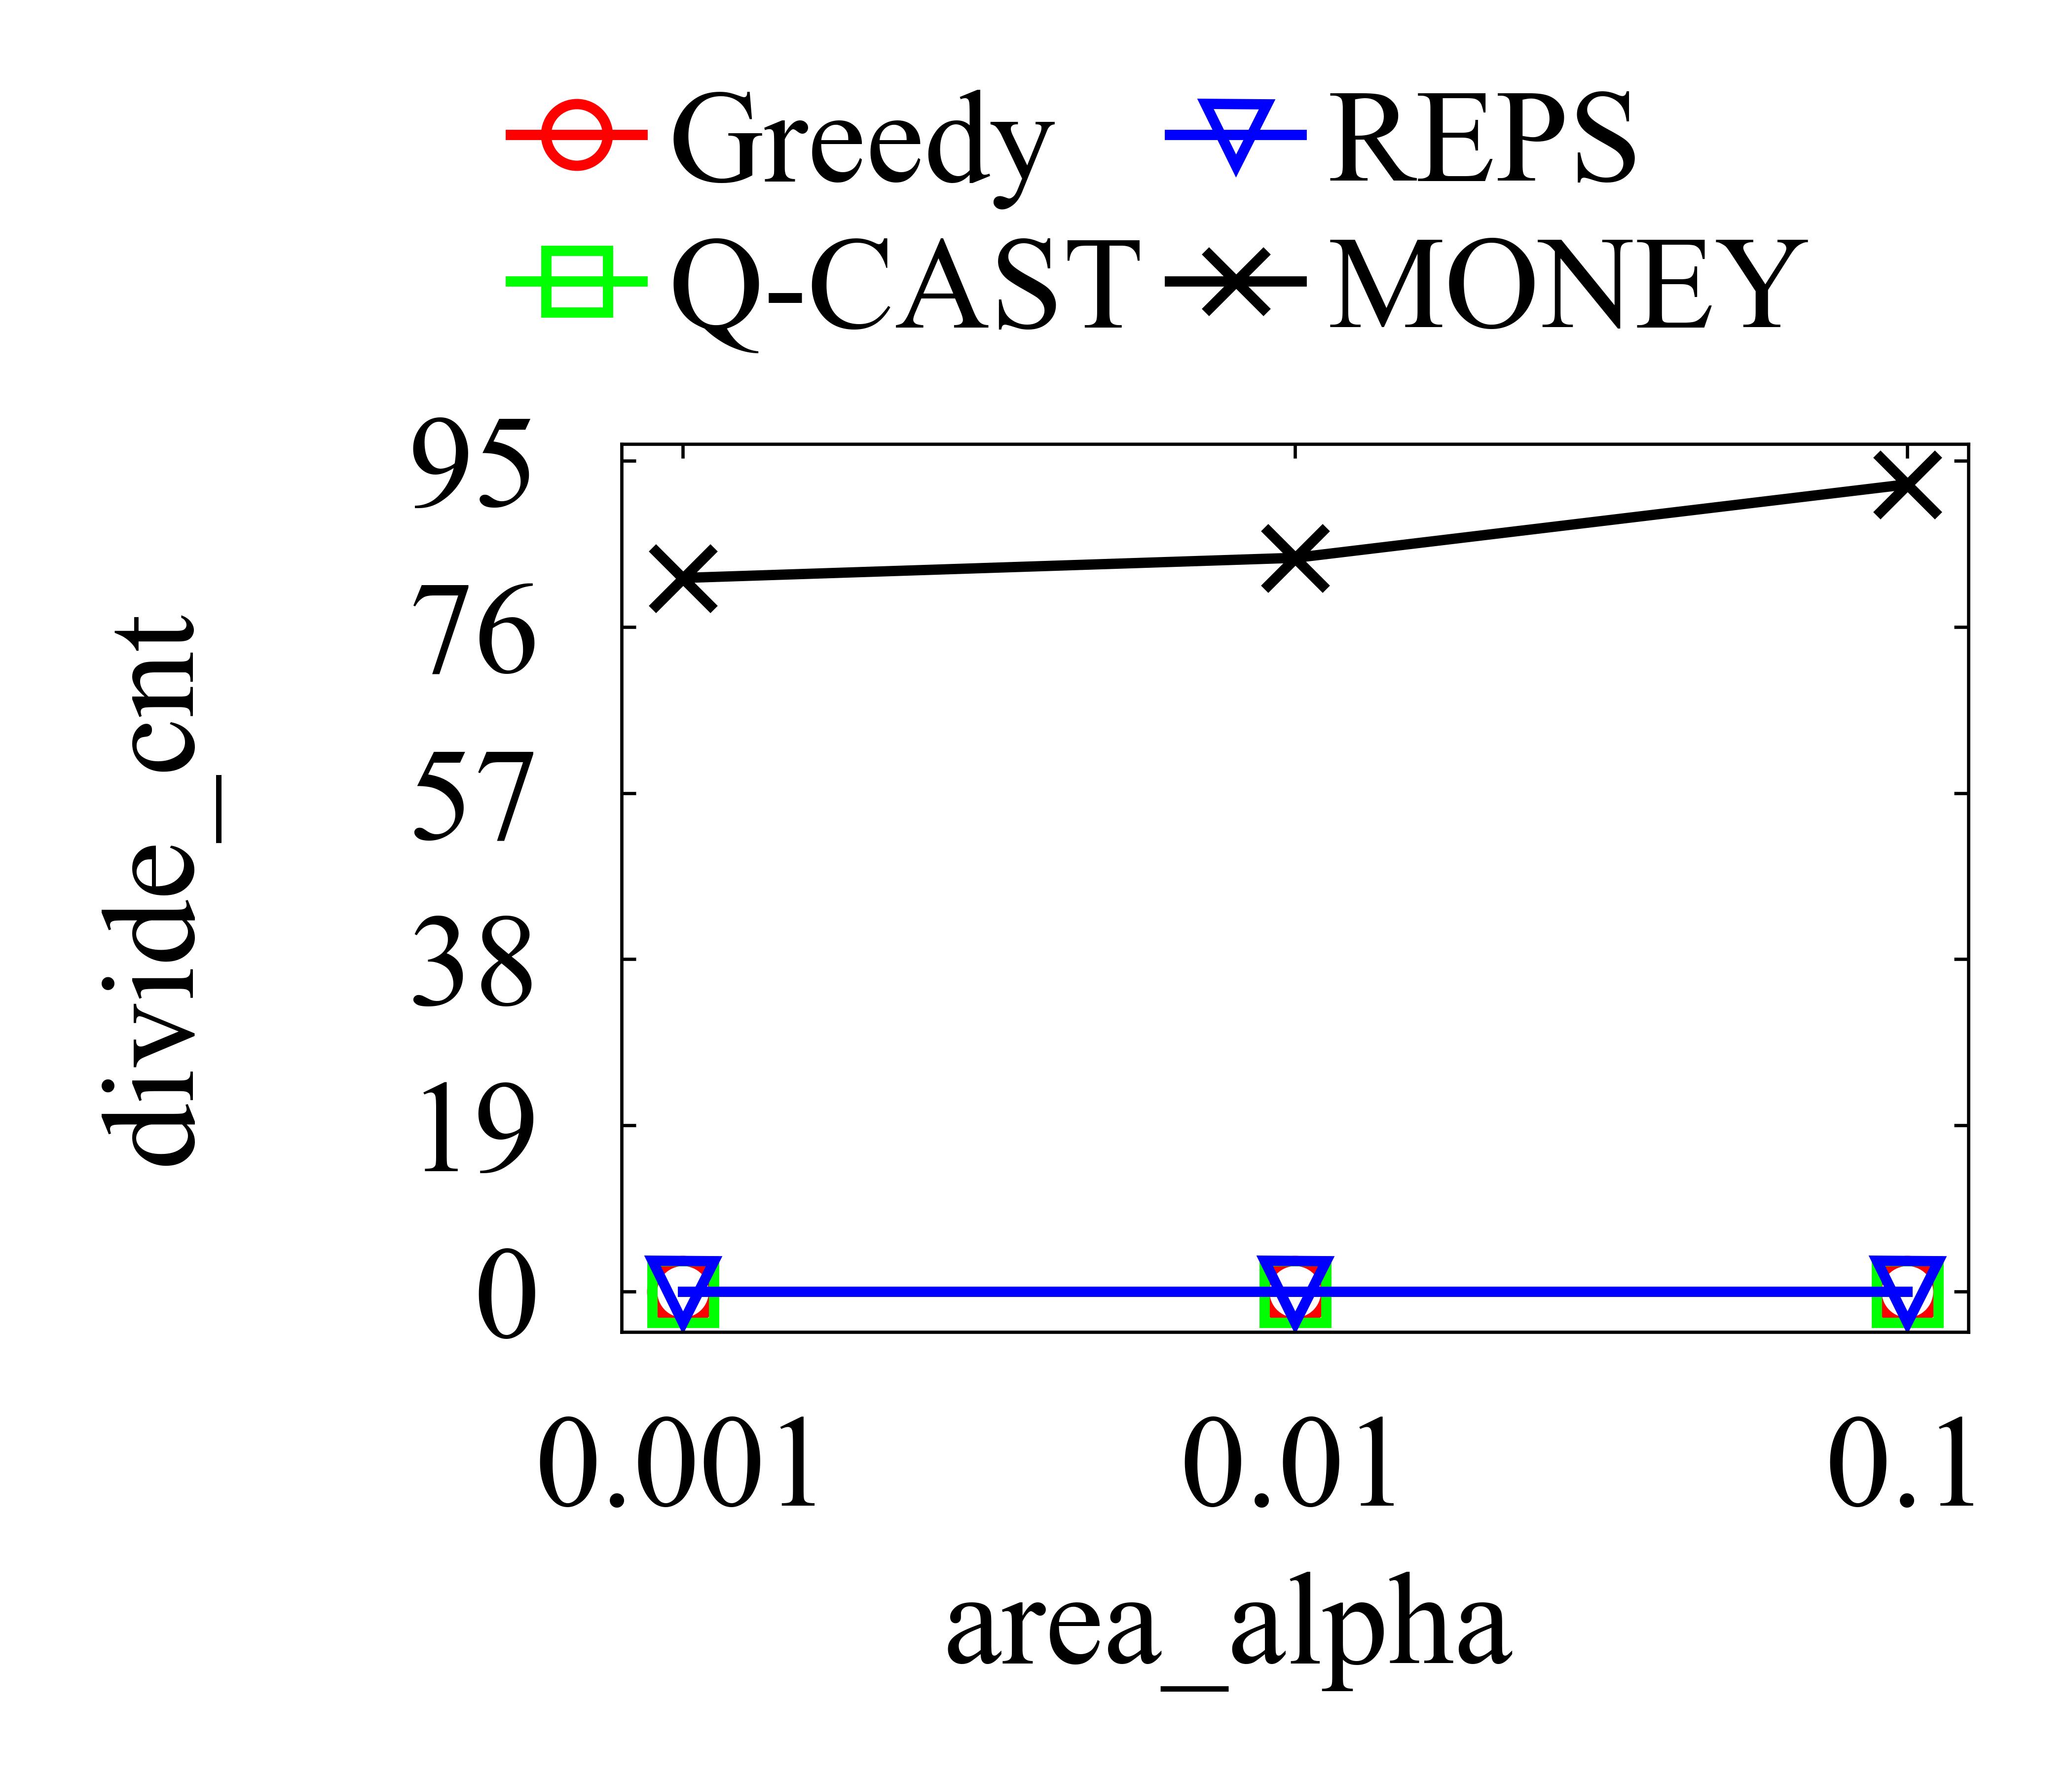 Greedy REPS
Q-CAST MONEY
95
76
57
38
19
0
divide_cnt
0.001 0.01 0.1
area_alpha